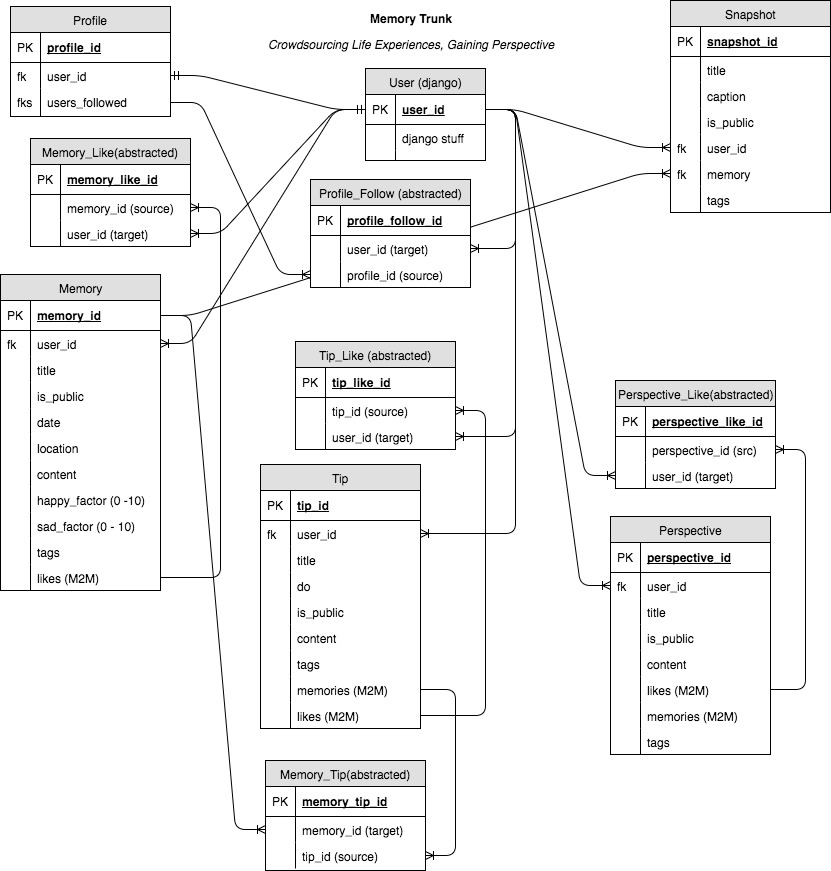 Memory Trunk
Crowdsourcing Life Experiences, Gaining Perspective
Profile
PK profile_id
fk user_id
fks users_followed
User (django)
PK user_id
django stuff
Snapshot
PK snapshot_id
title
caption
is_public
fk user_id
fk memory
tags
Memory_Like(abstracted)
PK memory_like_id
memory_id (source)
user_id (target)
Profile_Follow (abstracted)
PK profile_follow_id
user_id (target)
profile_id (source)
Memory
PK memory_id
fk user_id
title
is_public
date
location
content
happy_factor (0 -10)
sad_factor (0 - 10)
tags
likes (M2M)
Tip_Like (abstracted)
PK tip_like_id
tip_id (source)
user_id (target)
Tip
PK tip_id
fk user_id
title
do
is_public
content
tags
memories (M2M)
likes (M2M)
Perspective_Like(abstracted)
PK perspective_like_id
perspective_id (src)
user_id (target)
Perspective
PK perspective_id
fk user_id
title
is_public
content
likes (M2M)
memories (M2M)
tags
Memory_Tip(abstracted)
PK memory_tip_id
memory_id (target)
tip_id (source)